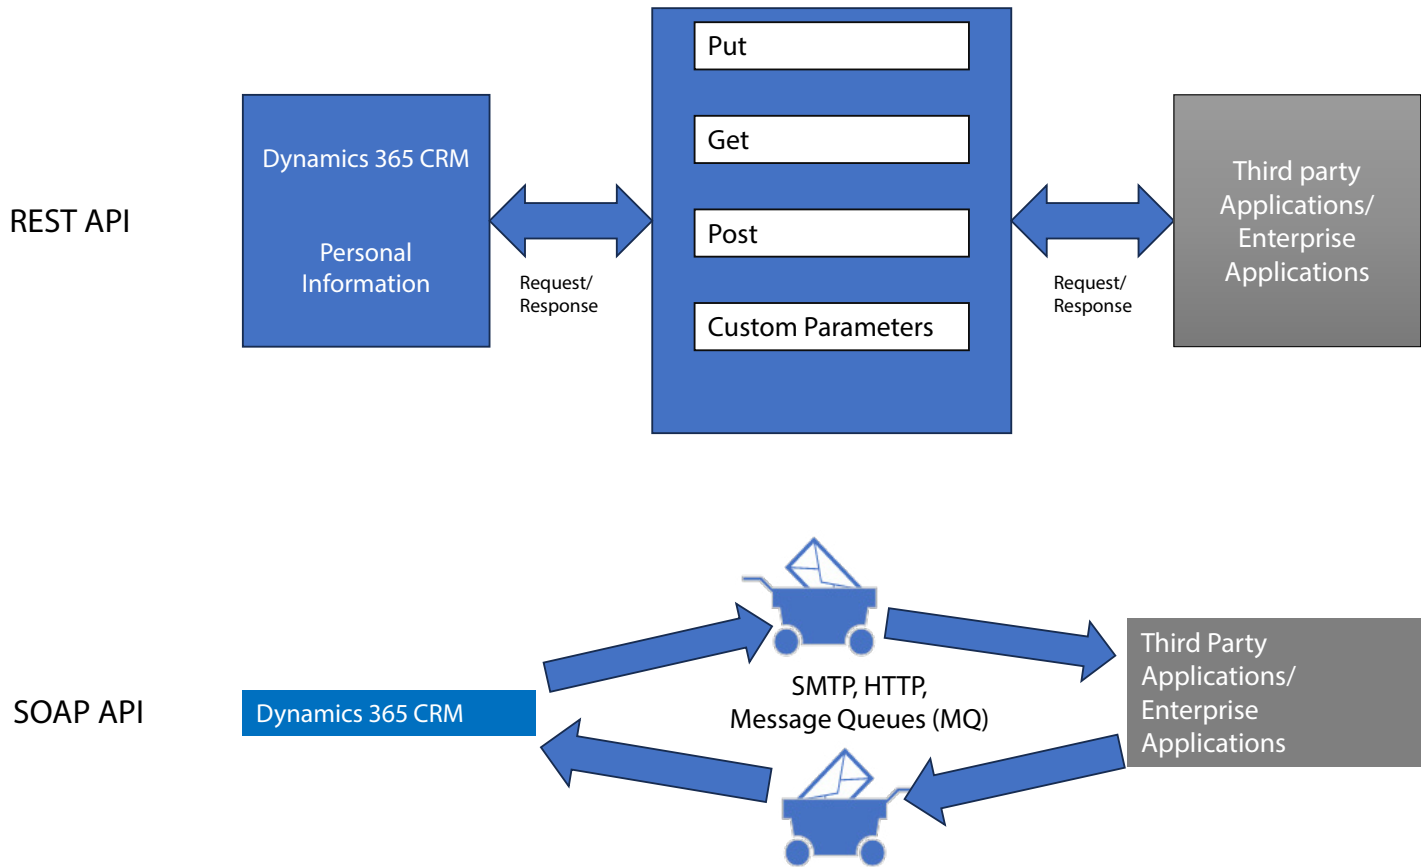 REST API
Dynamics 365 CRM
Personal
Information
Request/
Response
Put
Get
Post
Custom Parameters
Request/
Response
Third party
Applications/
Enterprise
Applications
SOAP API
Dynamics 365 CRM
SMTP, HTTP,
Message Queues (MQ)
Third Party
Applications/
Enterprise
Applications